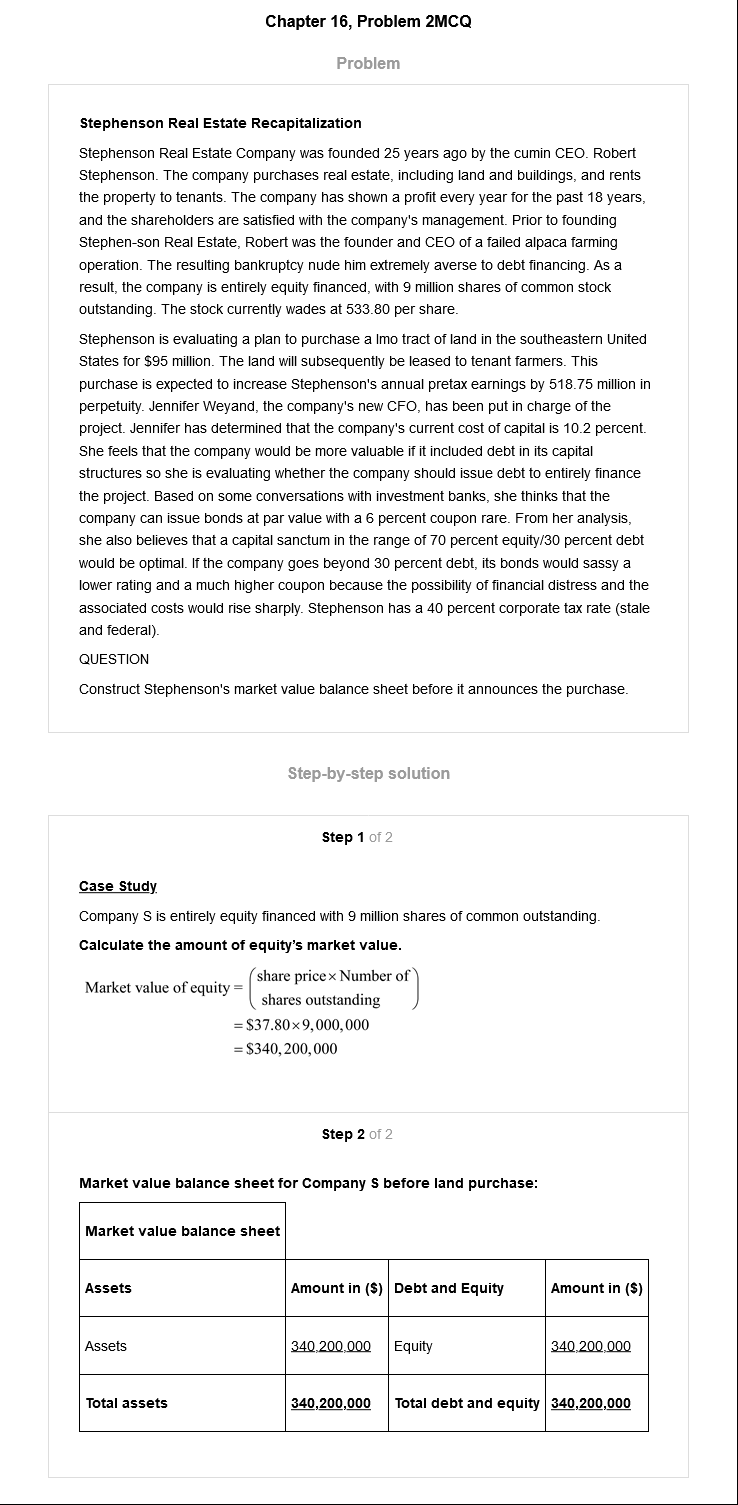 Chapter 16, Problem 2MCQ
Problem
Stephenson Real Estate Recapitalization
Stephenson Real Estate Company was founded 25 years ago by the cumin CEO. Robert
Stephenson. The company purchases real estate, including land and buildings, and rents
the property to tenants. The company has shown a profit every year for the past 18 years,
and the shareholders are satisfied with the company's management. Prior to founding
Stephen-son Real Estate, Robert was the founder and CEO of a failed alpaca farming
operation. The resulting bankruptcy nude him extremely averse to debt financing. As a
result, the company is entirely equity financed, with 9 million shares of common stock
outstanding. The stock currently wades at 533.80 per share.
Stephenson is evaluating a plan to purchase a lmo tract of land in the southeastern United
States for $95 million. The land will subsequently be leased to tenant farmers. This
purchase is expected to increase Stephenson's annual pretax earnings by 518.75 million in
perpetuity. Jennifer Weyand, the company's new CFO, has been put in charge of the
project. Jennifer has determined that the company's current cost of capital is 10.2 percent.
She feels that the company would be more valuable if it included debt in its capital
structures so she is evaluating whether the company should issue debt to entirely finance
the project. Based on some conversations with investment banks, she thinks that the
company can issue bonds at par value with a 6 percent coupon rare. From her analysis,
she also believes that a capital sanctum in the range of 70 percent equity/30 percent debt
would be optimal. If the company goes beyond 30 percent debt, its bonds would sassy a
lower rating and a much higher coupon because the possibility of financial distress and the
associated costs would rise sharply. Stephenson has a 40 percent corporate tax rate (stale
and federal).
QUESTION
Construct Stephenson's market value balance sheet before it announces the purchase.
Step-by-step solution
Step 1 of 2
Case Study
Company S is entirely equity financed with 9 million shares of common outstanding.
Calculate the amount of equity's market value.
Market value of equity = (share price × Number of
shares outstanding)
= $37.80 × 9,000,000
= $340,200,000
Step 2 of 2
Market value balance sheet for Company S before land purchase:
Market value balance sheet
Assets Amount in ($) Debt and Equity Amount in ($)
Assets 340,200,000 Equity 340,200,000
Total assets 340,200,000 Total debt and equity 340,200,000